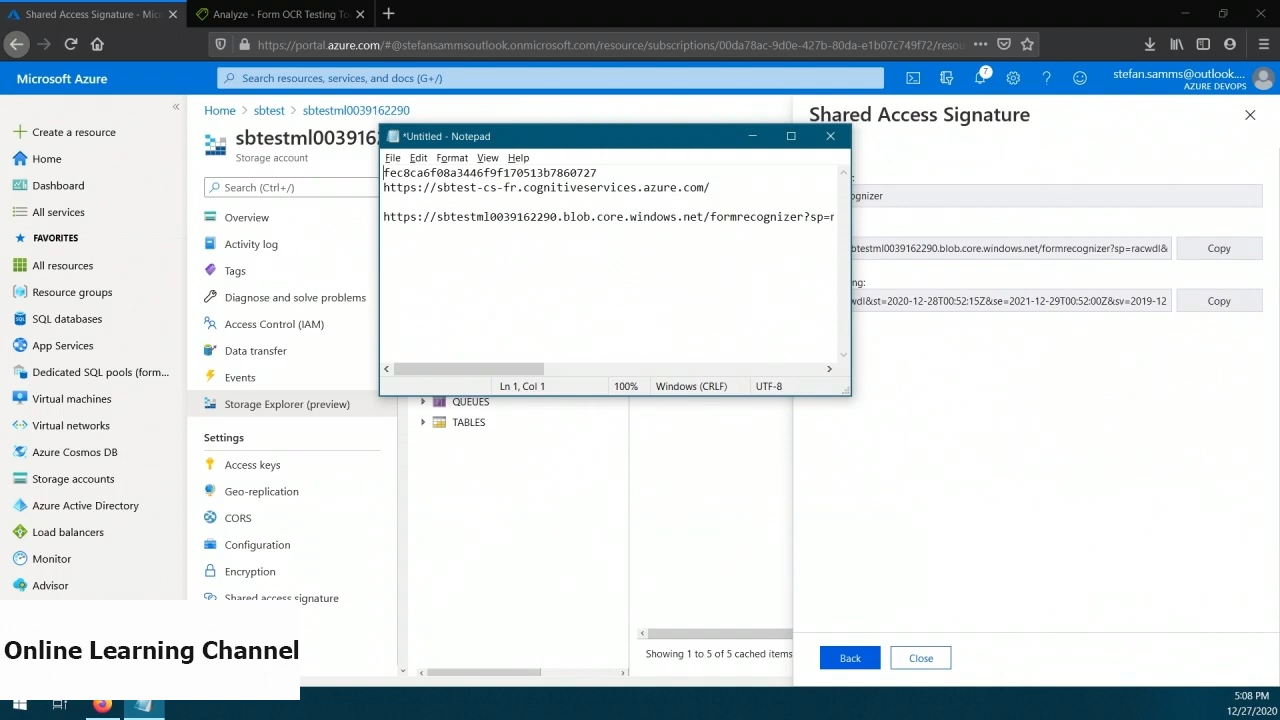 Shared Access Signature - Mic
Analyze - Form OCR Testing To
https://portal.azure.com/#@stefansammsoutlook.onmicrosoft.com/resource/subscriptions/00da78ac-9d0e-427b-80da-e1b07c749f72/resou
Microsoft Azure
Search resources, services, and docs (G+/)
7
stefan.samms@outlook....
AZURE DEVOPS
Create a resource
Home
Dashboard
All services
FAVORITES
All resources
Resource groups
SQL databases
App Services
Dedicated SQL pools (form...
Virtual machines
Virtual networks
Azure Cosmos DB
Storage accounts
Azure Active Directory
Load balancers
Monitor
Advisor
Home > sbtest > sbtestml0039162290
sbtestml00391622
Storage account
Search (Ctrl+/)
Overview
Activity log
Tags
Diagnose and solve problems
Access Control (IAM)
Data transfer
Events
Storage Explorer (preview)
Settings
Access keys
Geo-replication
CORS
Configuration
Encryption
Shared access signature
*Untitled - Notepad
File Edit Format View Help
fec8ca6f08a3446f9f170513b7860727
https://sbtest-cs-fr.cognitiveservices.azure.com/
https://sbtestml0039162290.blob.core.windows.net/formrecognizer?sp=r
Ln 1, Col 1
100%
Windows (CRLF)
UTF-8
QUEUES
TABLES
Showing 1 to 5 of 5 cached items
Shared Access Signature
cognizer
btestml0039162290.blob.core.windows.net/formrecognizer?sp=racwdl&
Copy
ng:
wdl&st=2020-12-28T00:52:15Z&se=2021-12-29T00:52:00Z&sv=2019-12
Copy
Back
Close
Online Learning Channel
5:08 PM
12/27/2020